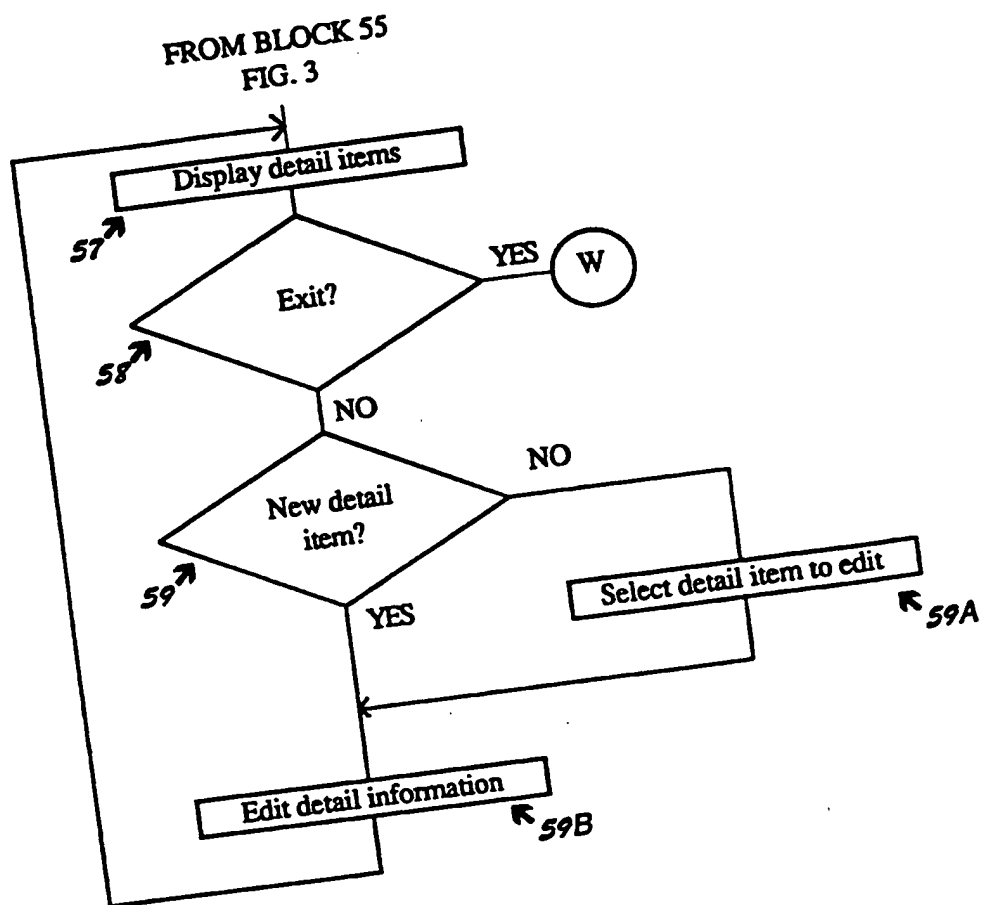 FROM BLOCK 55
FIG. 3
Display detail items
57
YES
W
Exit?
58
NO
NO
New detail
item?
59
Select detail item to edit
59A
YES
Edit detail information
59B